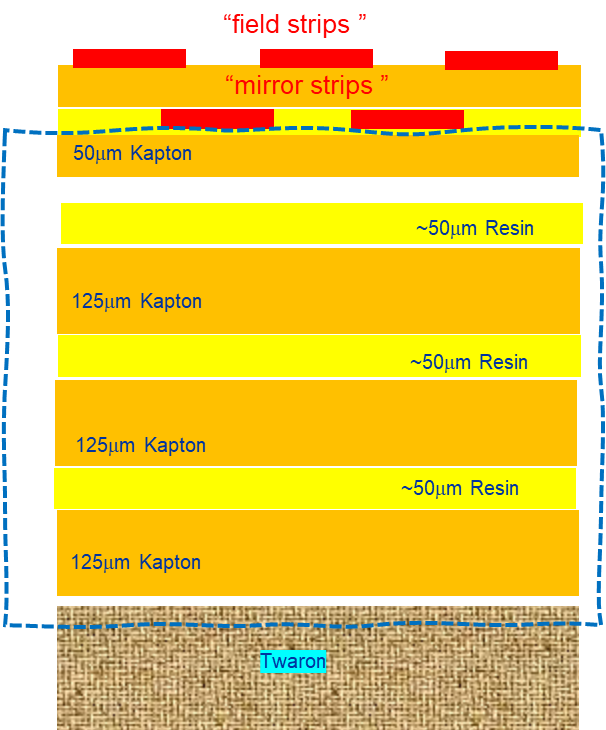 “field strips ”
“mirror strips ”
50μm Kapton
~50μm Resin
125μm Kapton
~50μm Resin
125μm Kapton
~50μm Resin
125μm Kapton
Twaron